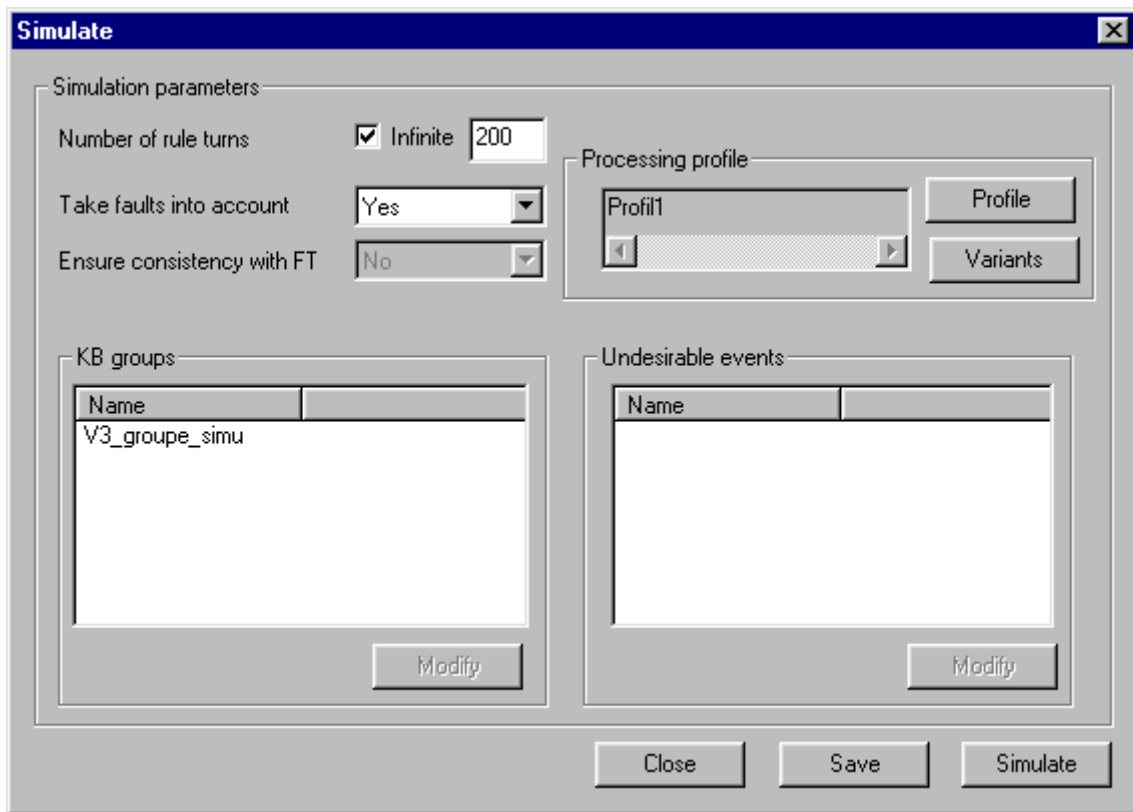 Simulate
Simulation parameters
Number of rule turns Infinite 200
Take faults into account Yes
Ensure consistency with FT No
Processing profile
Profil1
Profile
Variants
KB groups
Name
V3_groupe_simu
Modify
Undesirable events
Name
Modify
Close Save Simulate